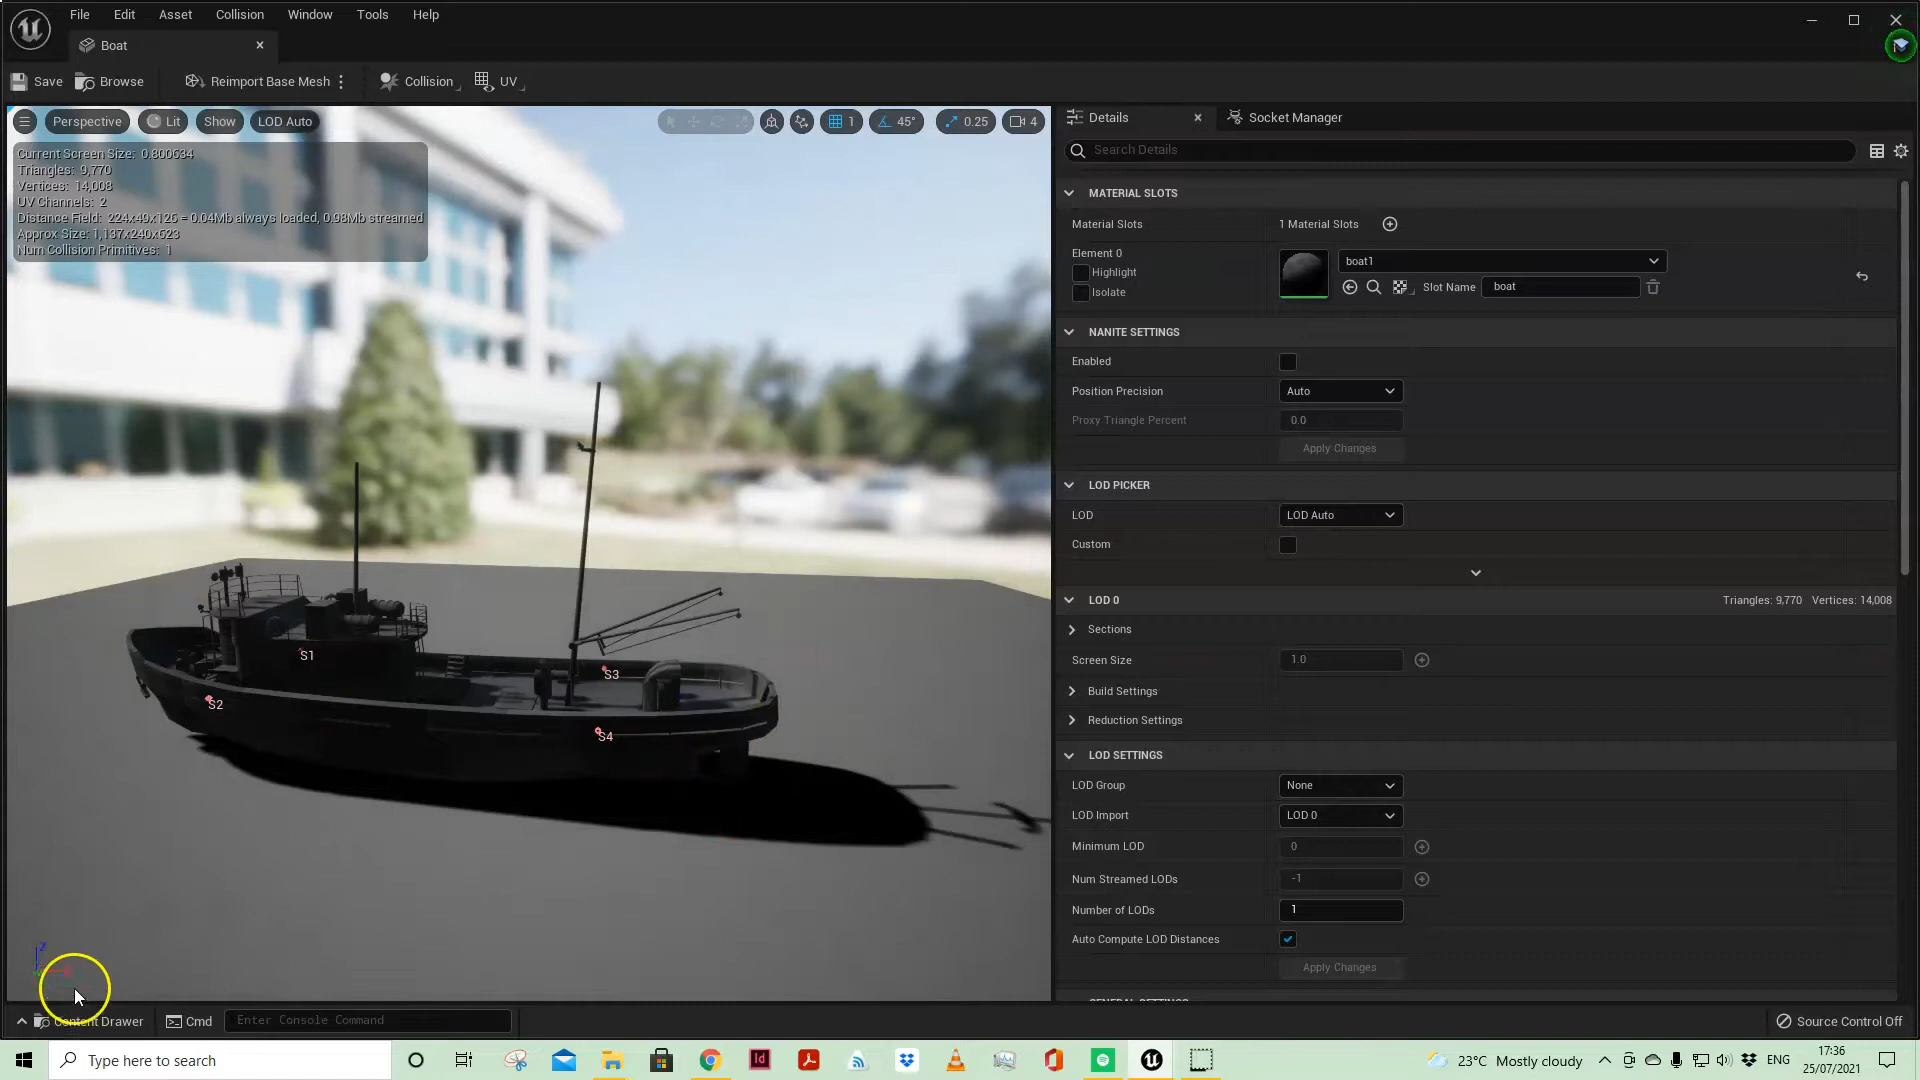 File Edit Asset Collision Window Tools Help
Boat
Save Browse Reimport Base Mesh Collision UV
Perspective Lit Show LOD Auto 1 45° 0.25 4
Current Screen Size: 0.800634
Triangles: 9,770
Vertices: 14,008
UV Channels: 2
Distance Field: 224x49x126 = 0.04Mb always loaded, 0.98Mb streamed
Approx Size: 1,137x240x623
Num Collision Primitives: 1
S1
S2
S3
S4
Z
Details Socket Manager
Search Details
MATERIAL SLOTS
Material Slots 1 Material Slots
Element 0
Highlight
Isolate
boat1
Slot Name boat
NANITE SETTINGS
Enabled
Position Precision Auto
Proxy Triangle Percent 0.0
Apply Changes
LOD PICKER
LOD LOD Auto
Custom
LOD 0 Triangles: 9,770 Vertices: 14,008
Sections
Screen Size 1.0
Build Settings
Reduction Settings
LOD SETTINGS
LOD Group None
LOD Import LOD 0
Minimum LOD 0
Num Streamed LODs -1
Number of LODs 1
Auto Compute LOD Distances
Apply Changes
GENERAL SETTINGS
Content Drawer Cmd Enter Console Command Source Control Off
Type here to search
23°C Mostly cloudy ENG
17:36
25/07/2021